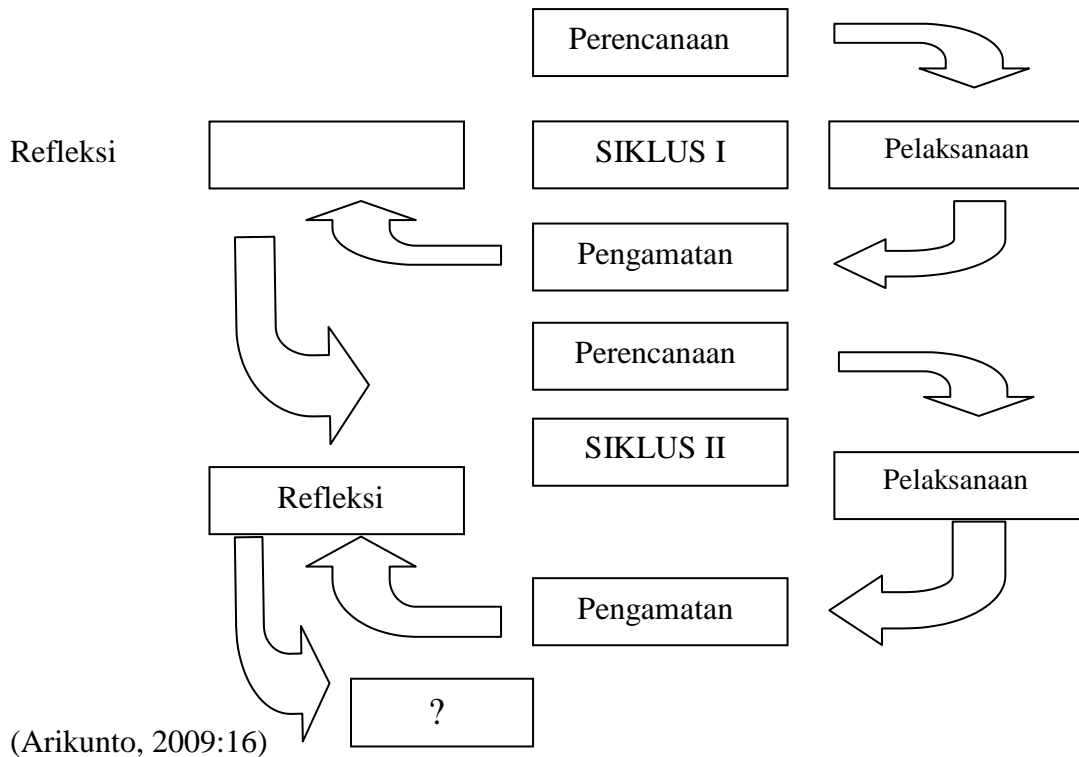 Perencanaan
Refleksi
SIKLUS I
Pelaksanaan
Pengamatan
Perencanaan
SIKLUS II
Refleksi
Pelaksanaan
Pengamatan
?
(Arikunto, 2009:16)